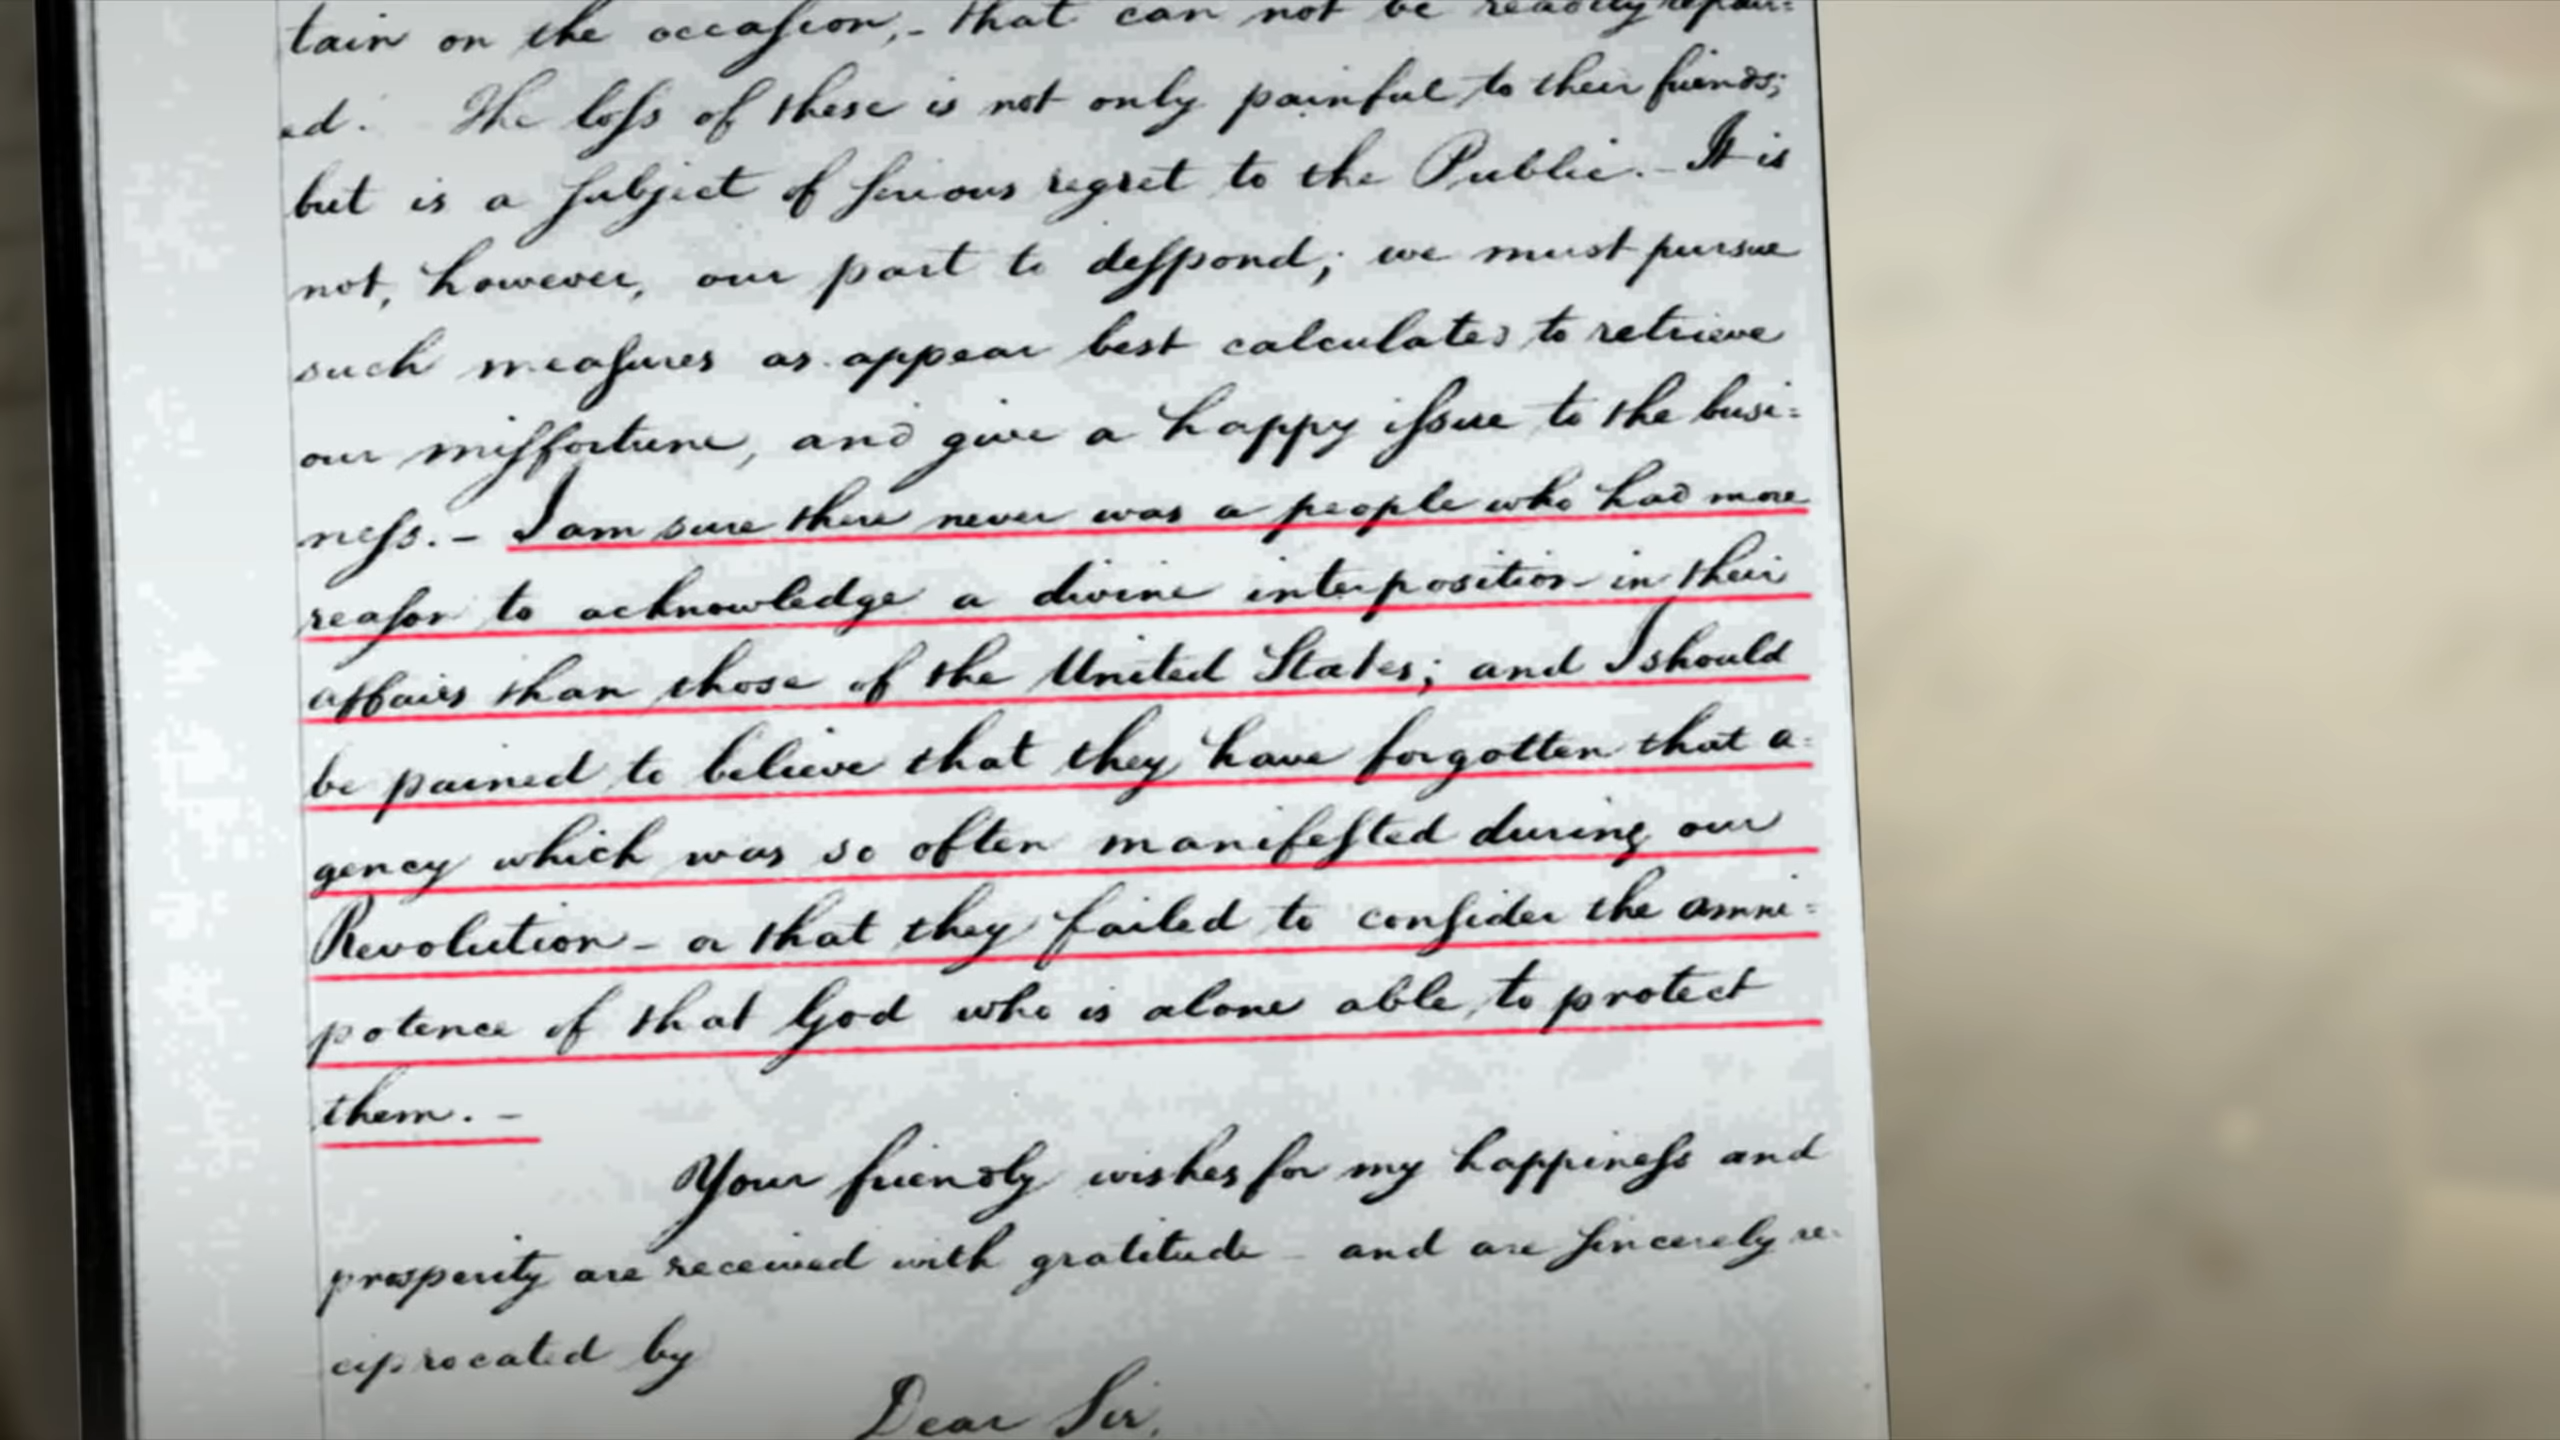 tain on the occaſion,- that can not be readily repair=
ed. The loſs of these is not only painful to their friends;
but is a ſubject of ſerious regret to the Public.- It is
not, however, our part to deſpond; we must pursue
such meaſures as appear best calculated to retrieve
our miſfortune, and give a happy iſsue to the busi=
neſs.- I am sure there never was a people who had more
reaſon to acknowledge a divine interposition in their
affairs than those of the United States; and I should
be pained to believe that they have forgotten that a=
gency which was so often manifeſted during our
Revolution - or that they failed to conſider the omni=
potence of that God who is alone able to protect
them. -
Your friendly wishes for my happineſs and
prosperity are received with gratitude - and are ſincerely re=
ciprocated by
Dear Sir,